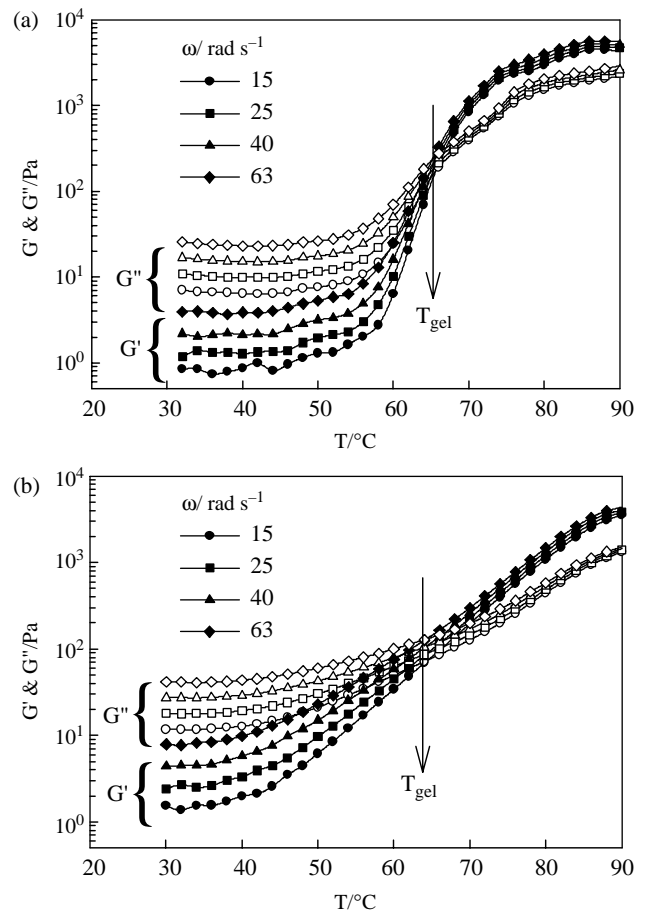 (a)
ω/ rad s⁻¹
15
25
40
63
G' & G"/Pa
10⁴
10³
10²
10¹
10⁰
G"
G'
T_gel
20 30 40 50 60 70 80 90
T/°C
(b)
ω/ rad s⁻¹
15
25
40
63
G' & G"/Pa
10⁴
10³
10²
10¹
10⁰
G"
G'
T_gel
20 30 40 50 60 70 80 90
T/°C